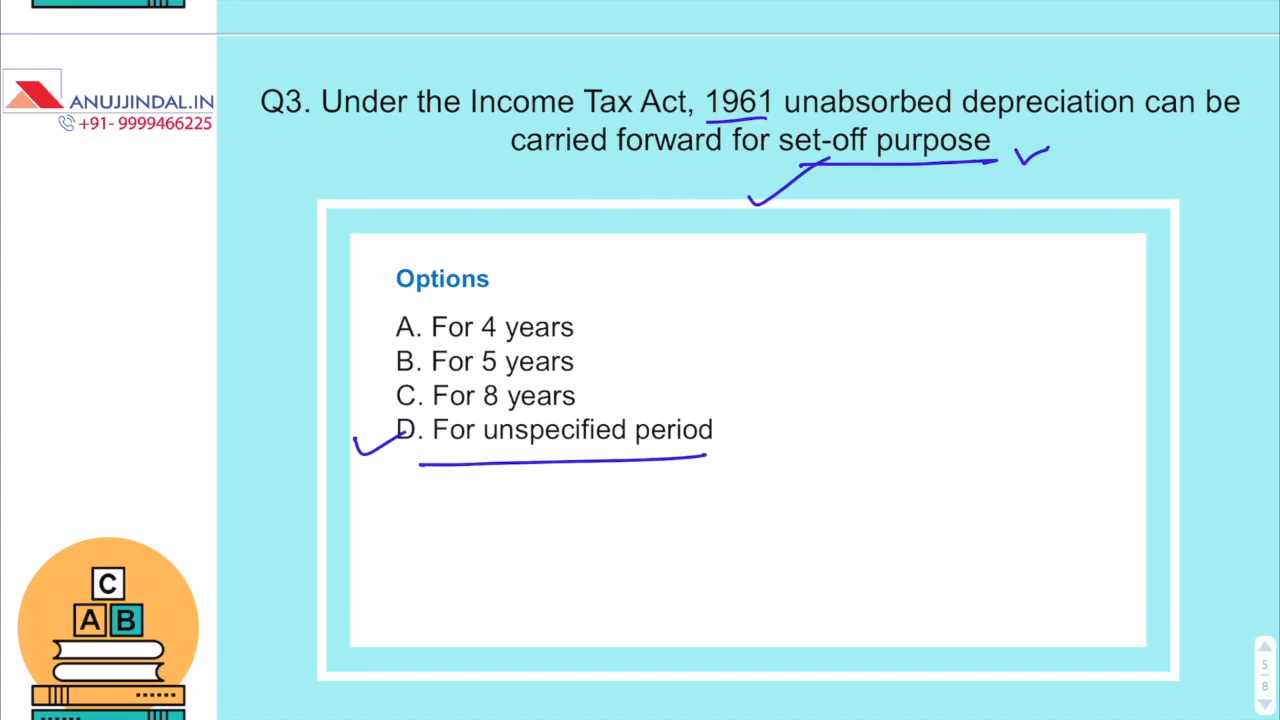 ANUJJINDAL.IN
+91- 9999466225
Q3. Under the Income Tax Act, 1961 unabsorbed depreciation can be
carried forward for set-off purpose
Options
A. For 4 years
B. For 5 years
C. For 8 years
D. For unspecified period
C
A B
5
8